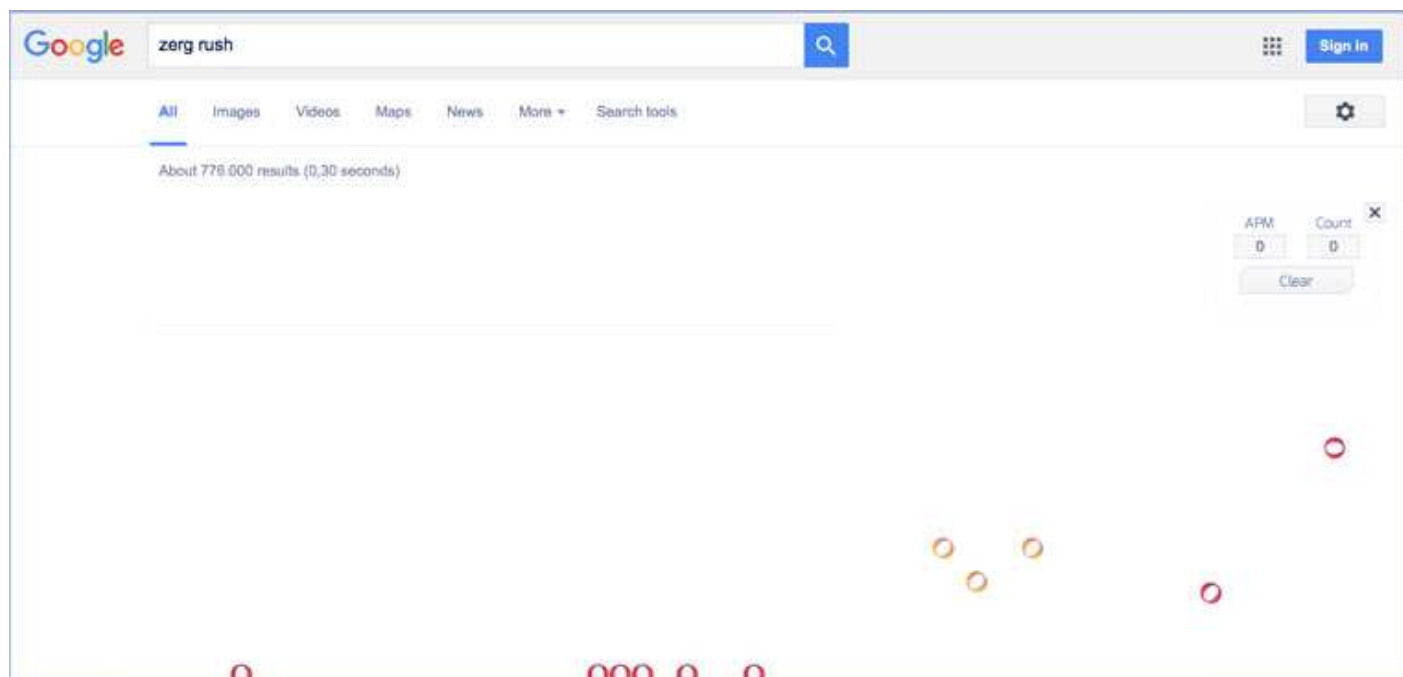 Google zerg rush Sign in
All Images Videos Maps News More Search tools
About 776.000 results (0,30 seconds)
APM Count
0 0
Clear